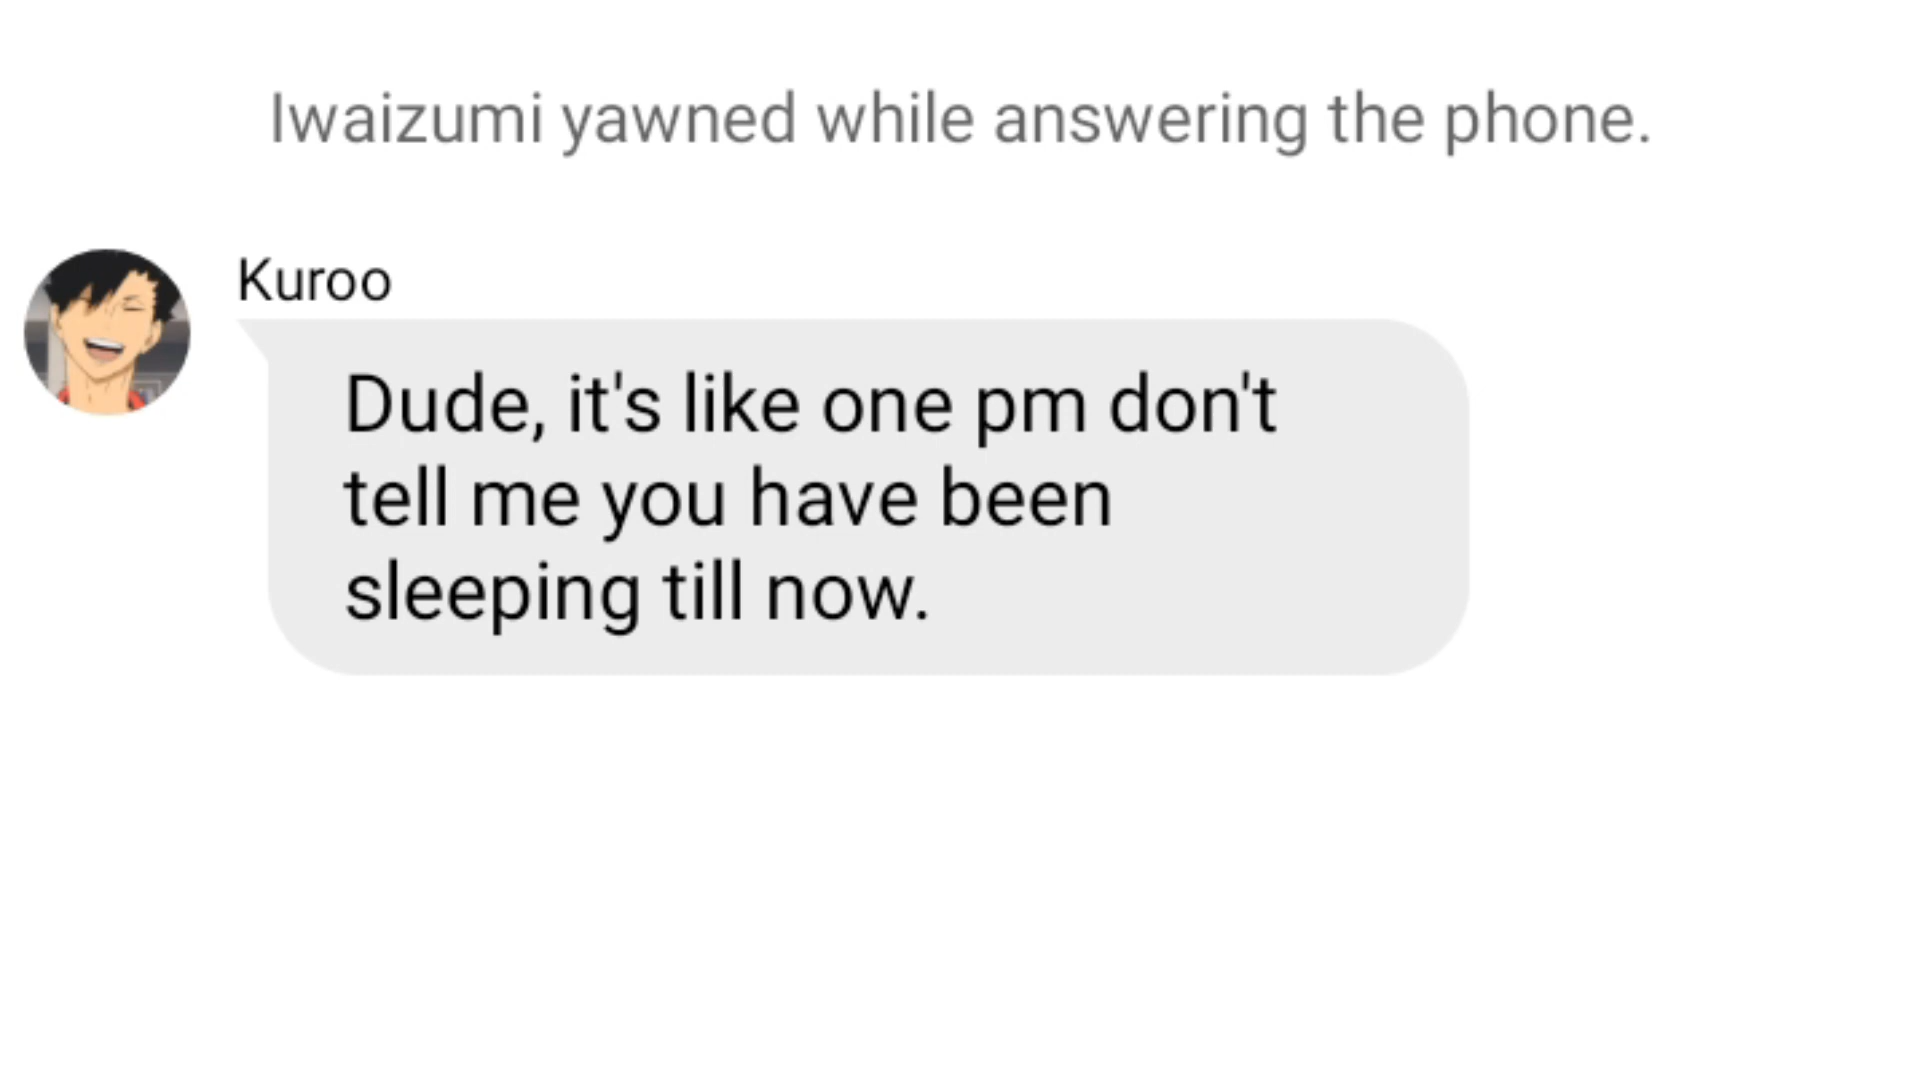 Iwaizumi yawned while answering the phone.
Kuroo
Dude, it's like one pm don't
tell me you have been
sleeping till now.